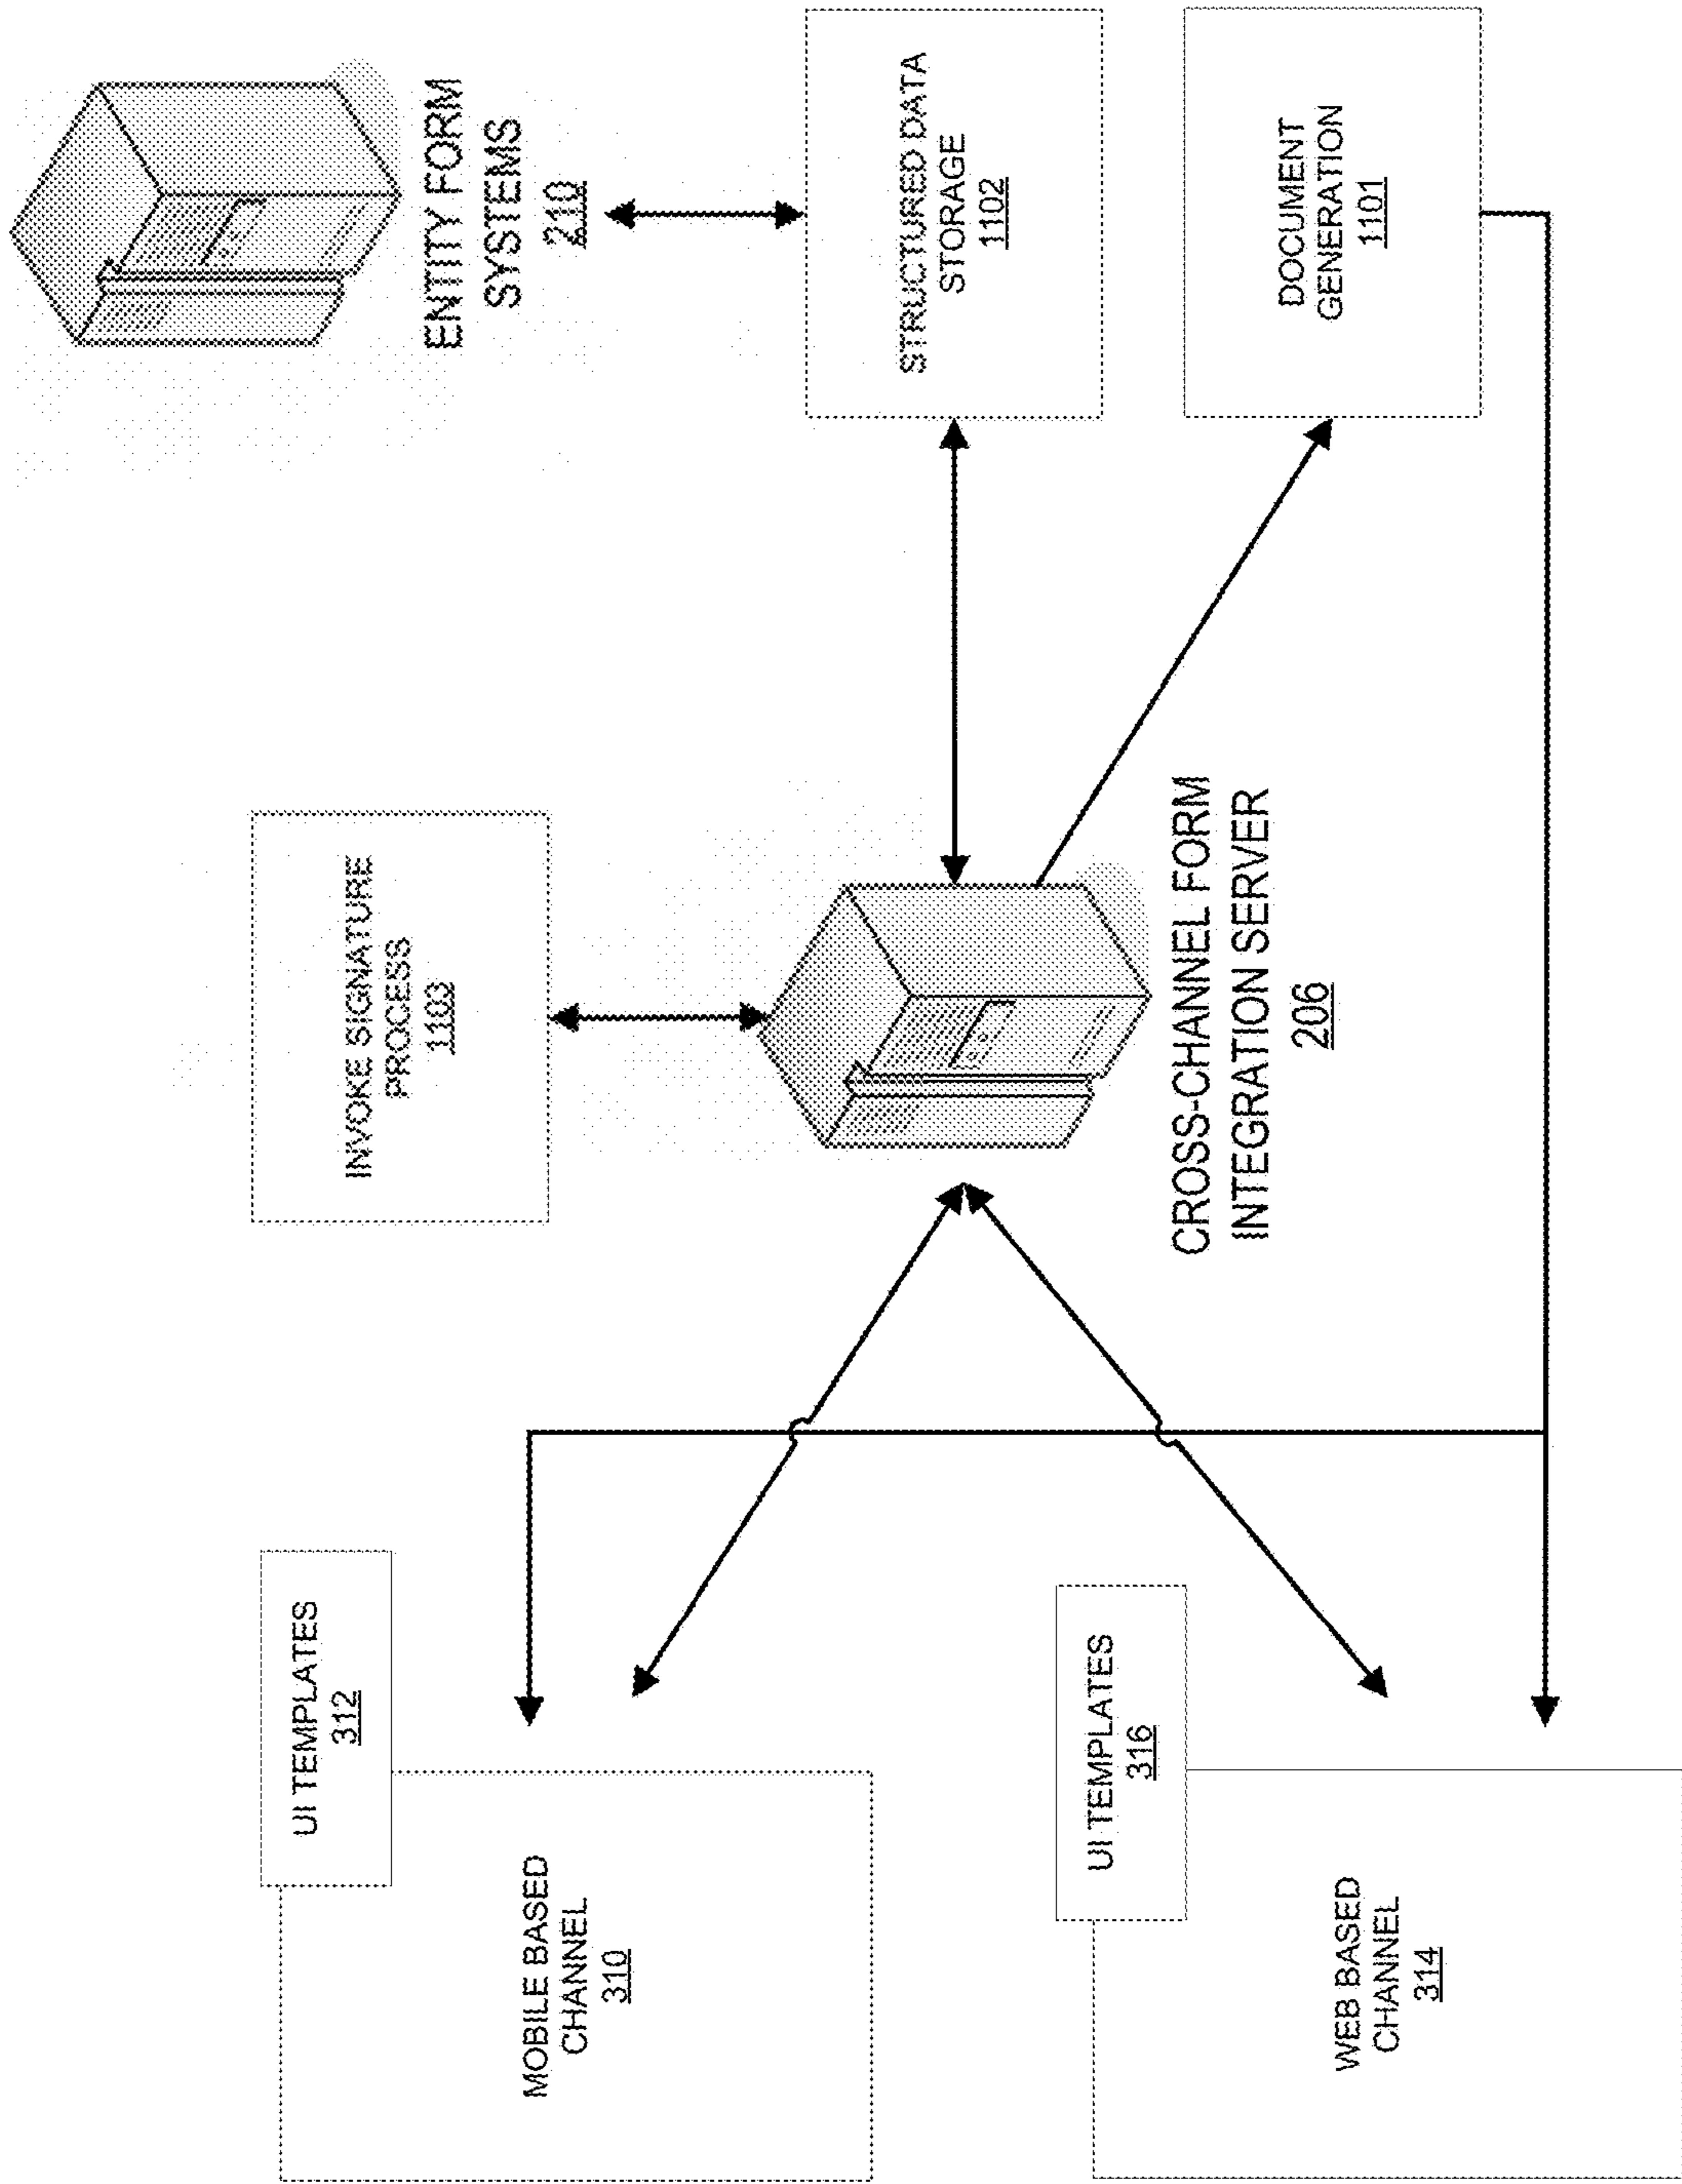 UI TEMPLATES
312
MOBILE BASED
CHANNEL
310
UI TEMPLATES
316
WEB BASED
CHANNEL
314
INVOKE SIGNATURE
PROCESS
1103
CROSS-CHANNEL FORM
INTEGRATION SERVER
206
ENTITY FORM
SYSTEMS
210
STRUCTURED DATA
STORAGE
1102
DOCUMENT
GENERATION
1101